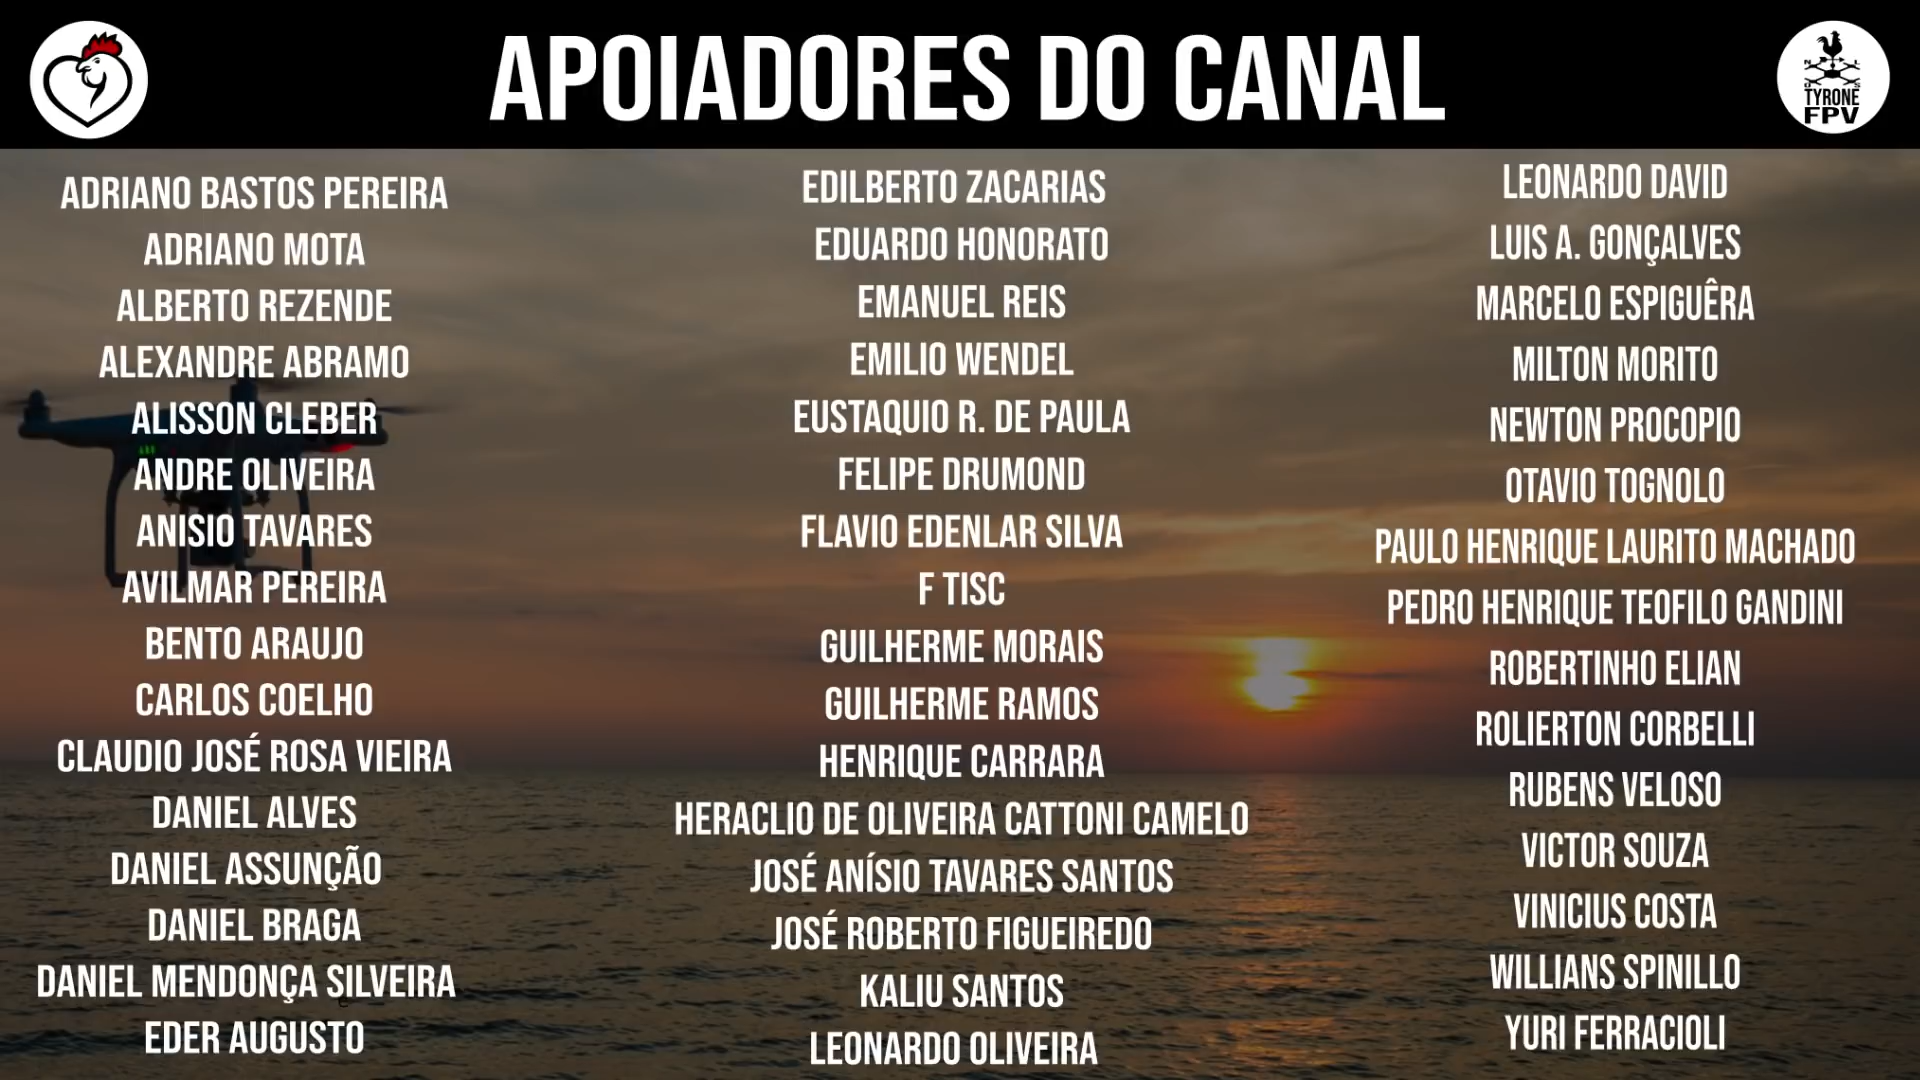 APOIADORES DO CANAL
N L
O S
TYRONE
FPV
ADRIANO BASTOS PEREIRA
ADRIANO MOTA
ALBERTO REZENDE
ALEXANDRE ABRAMO
ALISSON CLEBER
ANDRE OLIVEIRA
ANISIO TAVARES
AVILMAR PEREIRA
BENTO ARAUJO
CARLOS COELHO
CLAUDIO JOSÉ ROSA VIEIRA
DANIEL ALVES
DANIEL ASSUNÇÃO
DANIEL BRAGA
DANIEL MENDONÇA SILVEIRA
EDER AUGUSTO
EDILBERTO ZACARIAS
EDUARDO HONORATO
EMANUEL REIS
EMILIO WENDEL
EUSTAQUIO R. DE PAULA
FELIPE DRUMOND
FLAVIO EDENLAR SILVA
F TISC
GUILHERME MORAIS
GUILHERME RAMOS
HENRIQUE CARRARA
HERACLIO DE OLIVEIRA CATTONI CAMELO
JOSÉ ANÍSIO TAVARES SANTOS
JOSÉ ROBERTO FIGUEIREDO
KALIU SANTOS
LEONARDO OLIVEIRA
LEONARDO DAVID
LUIS A. GONÇALVES
MARCELO ESPIGUÊRA
MILTON MORITO
NEWTON PROCOPIO
OTAVIO TOGNOLO
PAULO HENRIQUE LAURITO MACHADO
PEDRO HENRIQUE TEOFILO GANDINI
ROBERTINHO ELIAN
ROLIERTON CORBELLI
RUBENS VELOSO
VICTOR SOUZA
VINICIUS COSTA
WILLIANS SPINILLO
YURI FERRACIOLI